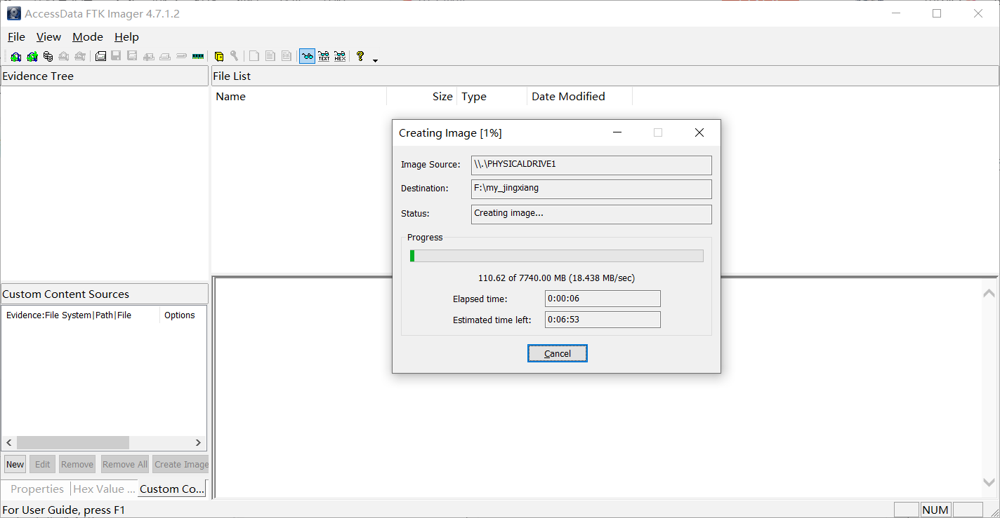 AccessData FTK Imager 4.7.1.2
File View Mode Help
TEXT HEX
Evidence Tree
File List
Name Size Type Date Modified
Creating Image [1%]
Image Source: \\.\PHYSICALDRIVE1
Destination: F:\my_jingxiang
Status: Creating image...
Progress
110.62 of 7740.00 MB (18.438 MB/sec)
Elapsed time: 0:00:06
Estimated time left: 0:06:53
Cancel
Custom Content Sources
Evidence:File System|Path|File Options
New Edit Remove Remove All Create Image
Properties Hex Value ... Custom Co...
For User Guide, press F1
NUM